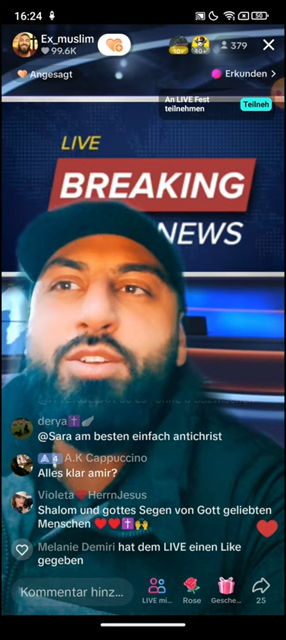 16:24
50
Ex_muslim
99.6K
379
Angesagt
Erkunden >
An LIVE Fest
teilnehmen
Teilneh
LIVE
BREAKING
NEWS
derya✝️🪽
@Sara am besten einfach antichrist
4 A.K Cappuccino
Alles klar amir?
Violeta HerrnJesus
Shalom und gottes Segen von Gott geliebten
Menschen ♥️♥️✝️🙌
Melanie Demiri hat dem LIVE einen Like
gegeben
Kommentar hinz...
LIVE mi...
Rose
Gesche...
25